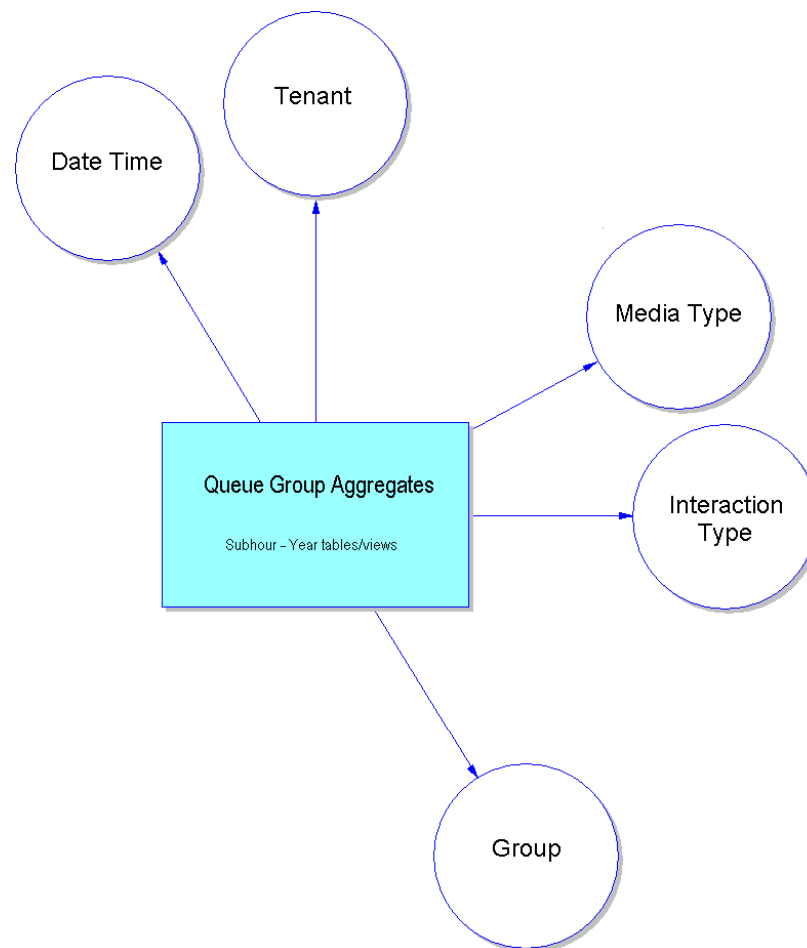 Tenant
Date Time
Media Type
Queue Group Aggregates
Interaction
Type
Subhour - Year tables/views
Group